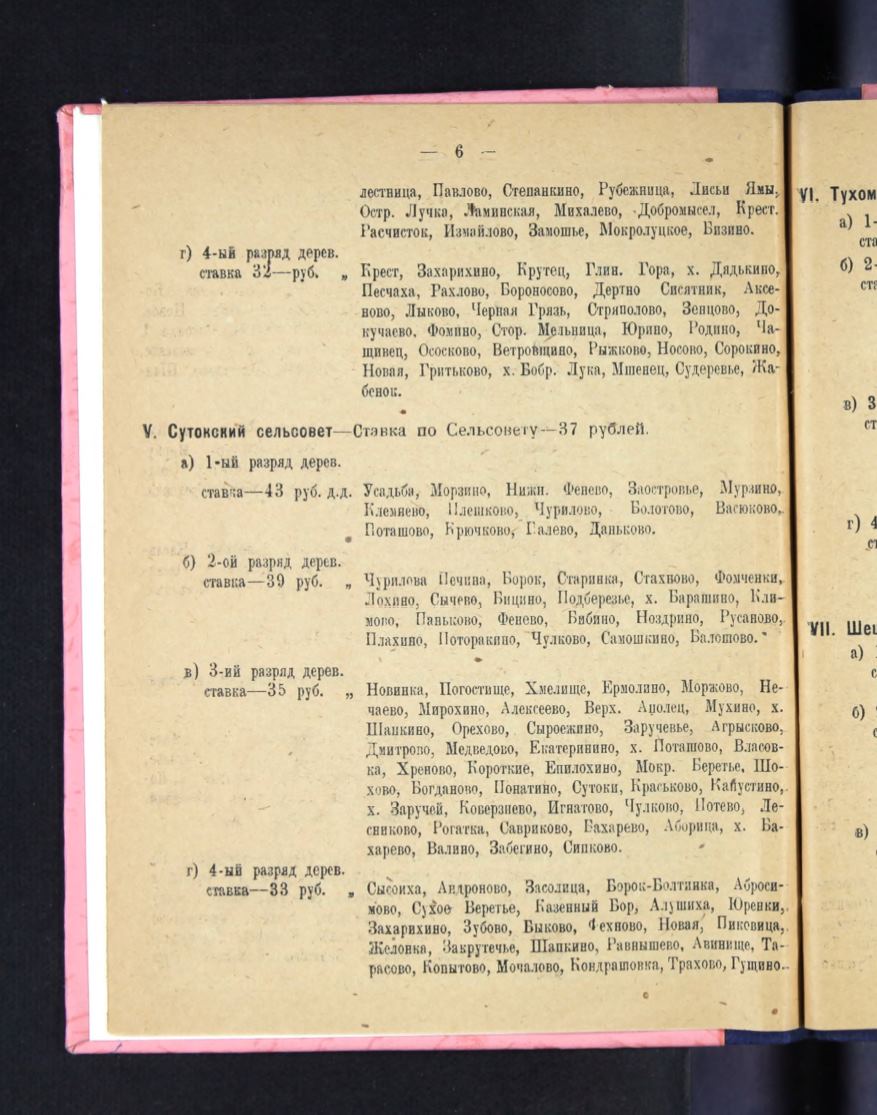 — 6 —
лестница, Павлово, Степанкино, Рубежница, Лисьи Ямы,
Остр. Лучка, Ламинская, Михалево, Добромысел, Крест.
Расчисток, Измайлово, Замошье, Мокролуцкое, Визино.
г) 4-ый разряд дерев.
ставка 32—руб. „ Крест, Захарихино, Крутец, Глин. Гора, х. Дядькино,
Песчаха, Рахлово, Бороносово, Дертно Сисятник, Аксе-
ново, Лыково, Черная Грязь, Стряполово, Зенцово, До-
кучаево, Фомино, Стор. Мельница, Юрино, Родино, Ча-
щивец, Ососково, Ветровщино, Рыжково, Носово, Сорокино,
Новая, Гритьково, х. Бобр. Лука, Мшенец, Судеревье, Жа-
бенок.
V. Сутокский сельсовет—Ставка по Сельсовету—37 рублей.
а) 1-ый разряд дерев.
ставка—43 руб. д.д. Усадьба, Морзино, Нижн. Фенево, Заостровье, Мурзино,
Клемнево, Плешково, Чурилово, Болотово, Васюково,
Поташово, Крючково, Галево, Даньково.
б) 2-ой разряд дерев.
ставка—39 руб. „ Чурилова Печина, Борок, Старинка, Стахново, Фомченки,
Лохино, Сычево, Вицино, Подберезье, х. Барашино, Кли-
мово, Паньково, Фенево, Бибино, Ноздрино, Русаново,
Плахино, Поторакино, Чулково, Самошкино, Балошово.
в) 3-ий разряд дерев.
ставка—35 руб. „ Новинка, Погостище, Хмелище, Ермолино, Моржово, Не-
чаево, Мирохино, Алексеево, Верх. Аполец, Мухино, х.
Шапкино, Орехово, Сыроежино, Заручевье, Агрысково,
Дмитрово, Медведово, Екатеринино, х. Поташово, Власов-
ка, Хреново, Короткие, Епилохино, Мокр. Беретье, Шо-
хово, Богданово, Понатино, Сутоки, Краськово, Капустино,
х. Заручей, Коверзнево, Игнатово, Чулково, Потево, Ле-
сниково, Рогатка, Савриково, Бахарево, Аборица, х. Ба-
харево, Валино, Забегино, Сипково.
г) 4-ый разряд дерев.
ставка—33 руб. „ Сысоиха, Андроново, Засолица, Борок-Болтинка, Аброси-
мово, Сухое Веретье, Казенный Бор, Алушиха, Юренки,
Захарихино, Зубово, Быково, Фехново, Новая, Пиковица,
Желонка, Закрутечье, Шапкино, Равнышево, Авинище, Та-
расово, Копытово, Мочалово, Кондрашовка, Трахово, Гущино.
VI. Тухом
а) 1-
ста
б) 2-
ста
в) 3
ст
г) 4
ст
VII. Шец
а)
с
б)
с
в)